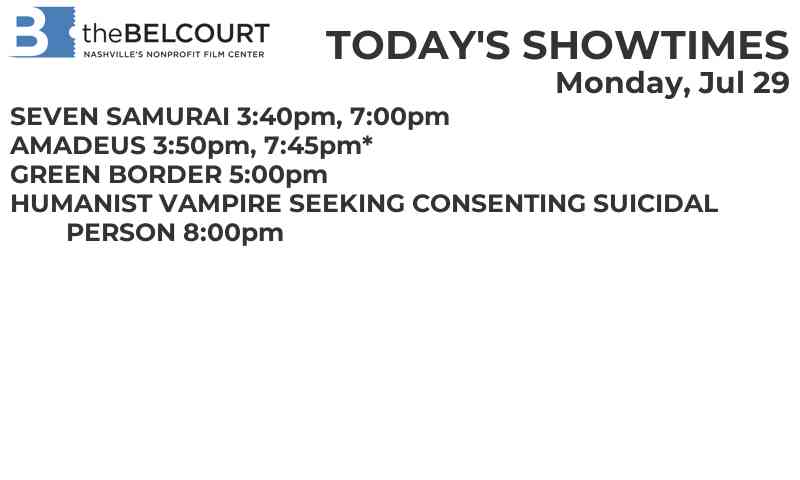 B theBELCOURT
NASHVILLE'S NONPROFIT FILM CENTER
TODAY'S SHOWTIMES
Monday, Jul 29
SEVEN SAMURAI 3:40pm, 7:00pm
AMADEUS 3:50pm, 7:45pm*
GREEN BORDER 5:00pm
HUMANIST VAMPIRE SEEKING CONSENTING SUICIDAL
PERSON 8:00pm